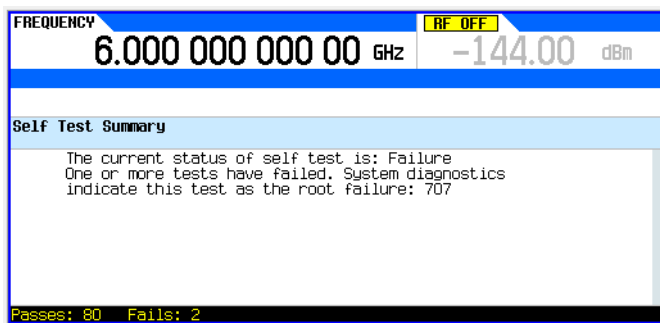 FREQUENCY
RF OFF
6.000 000 000 00 GHz
-144.00 dBm
Self Test Summary
The current status of self test is: Failure
One or more tests have failed. System diagnostics
indicate this test as the root failure: 707
Passes: 80 Fails: 2